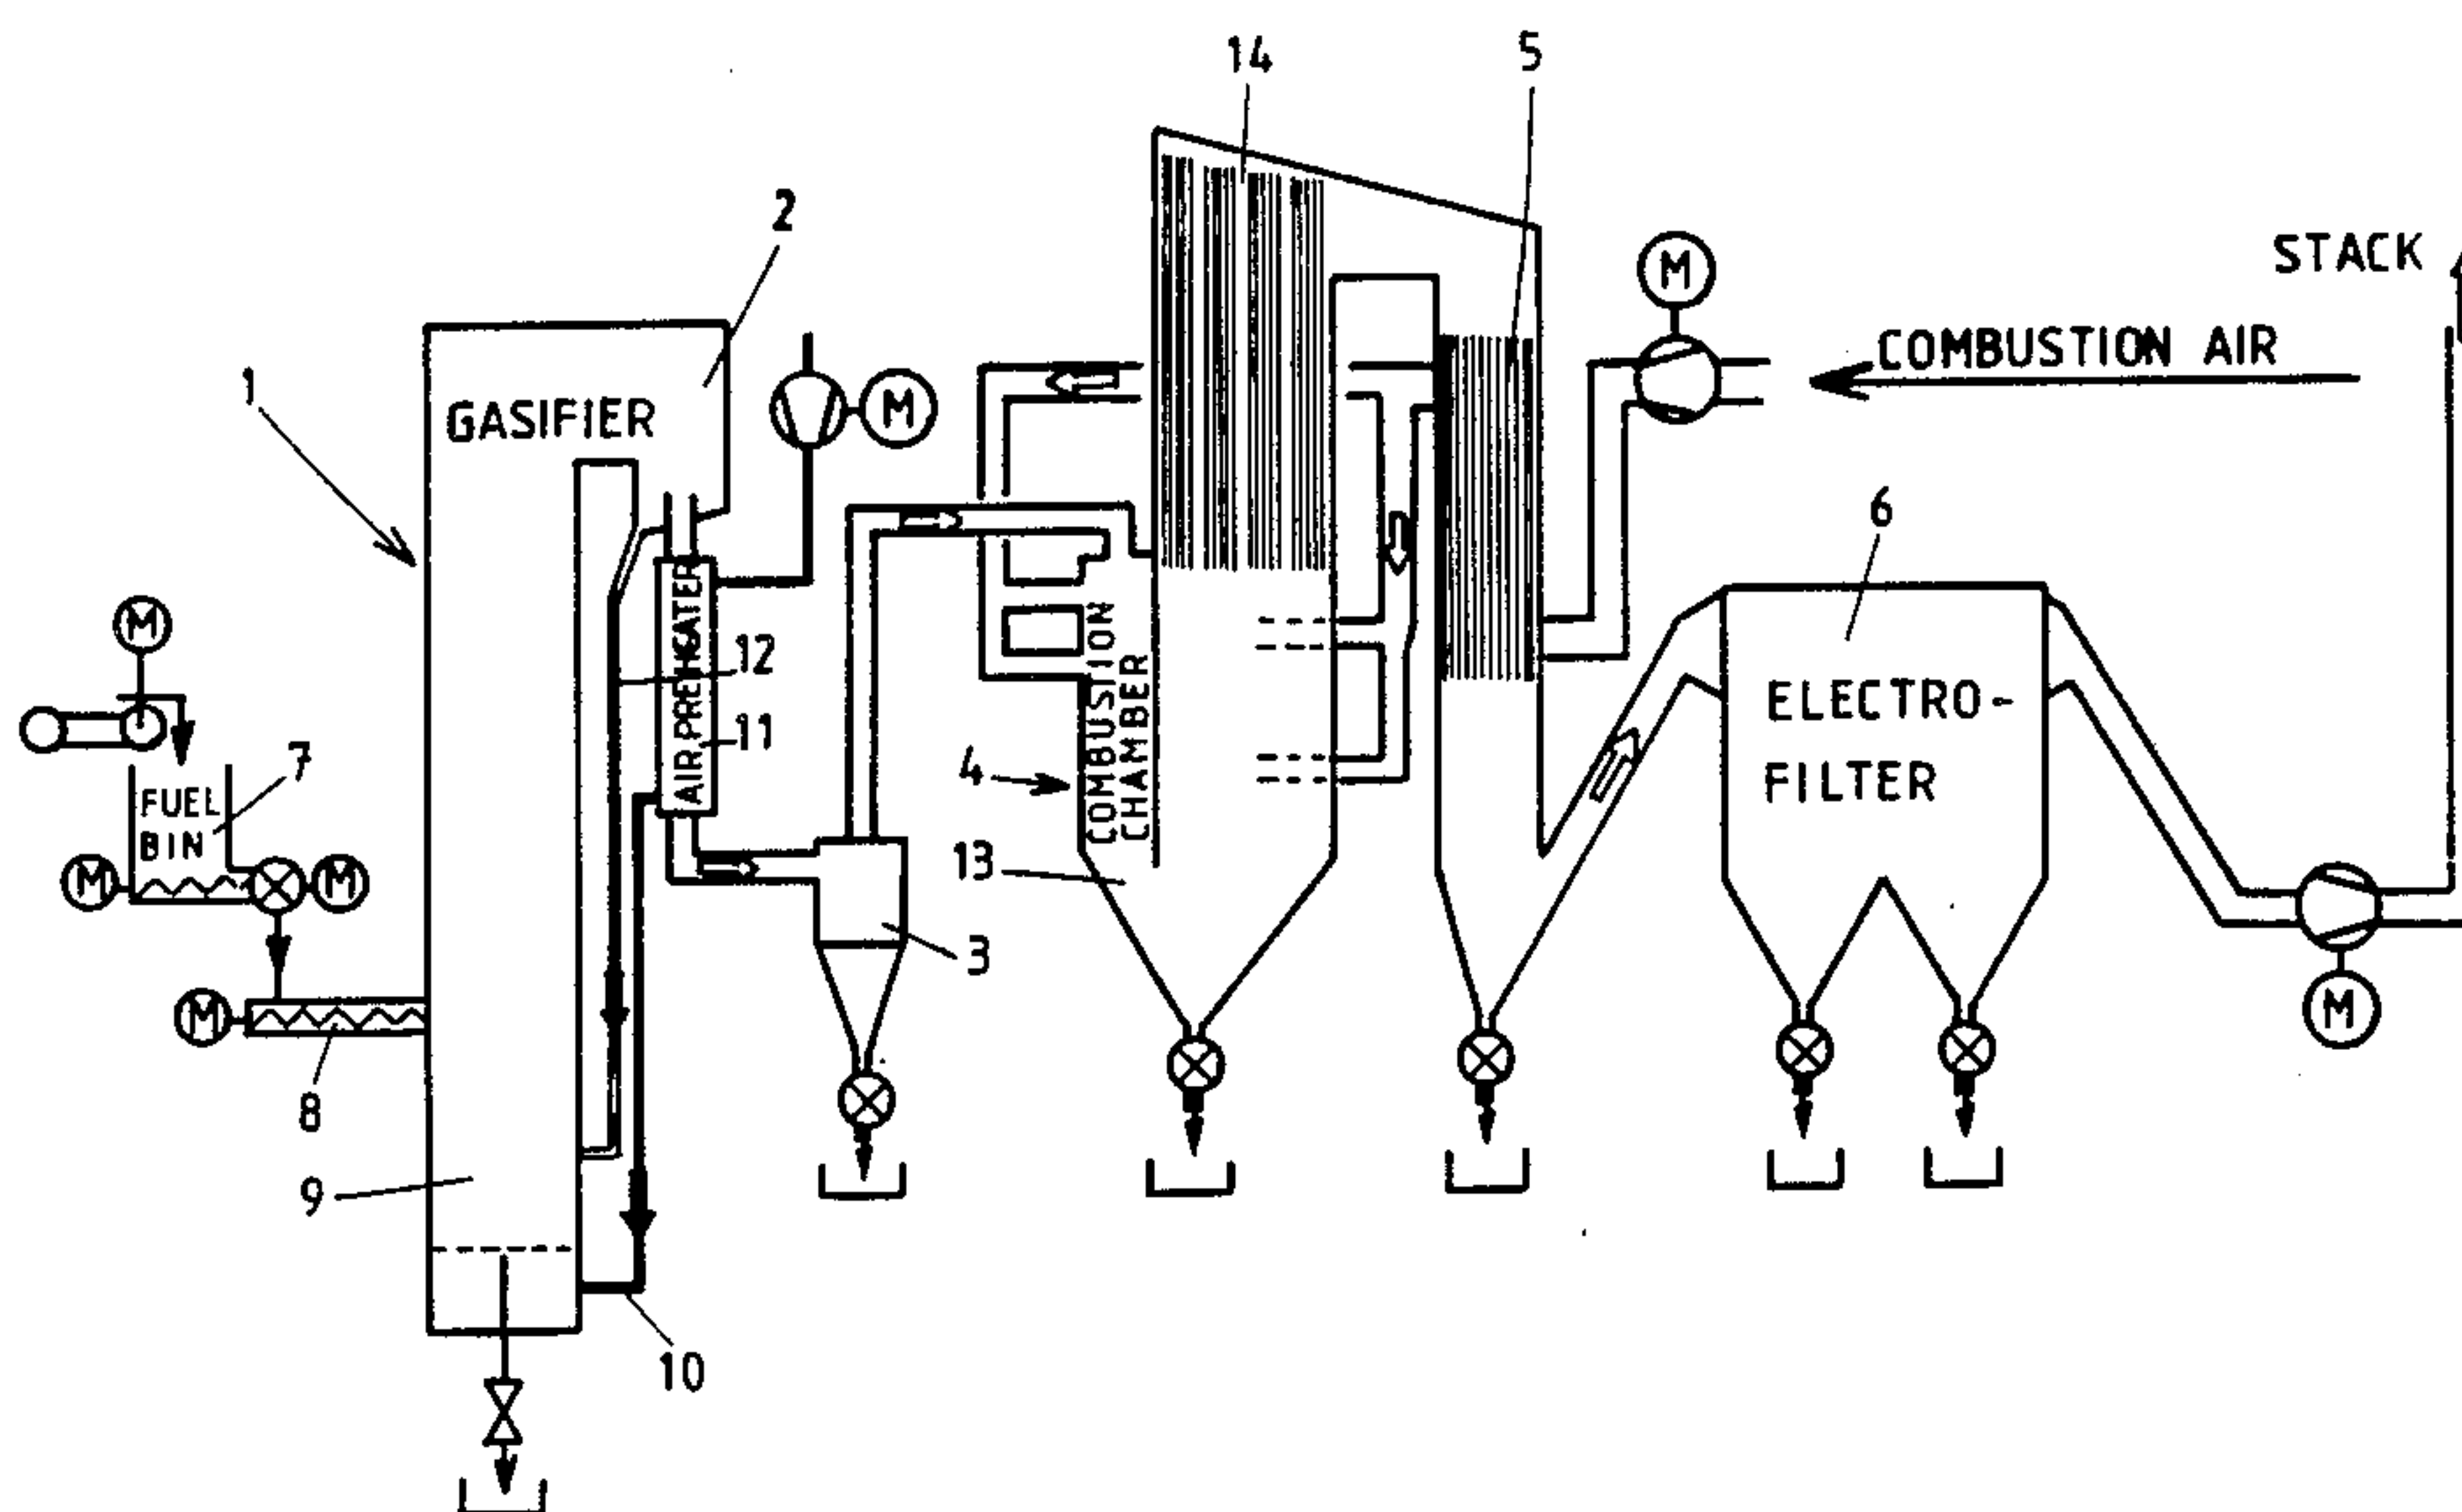 14
5
2
STACK
M
COMBUSTION AIR
1
GASIFIER
M
6
M
12
AIR PREHEATER
11
COMBUSTION
CHAMBER
ELECTRO-
FILTER
7
FUEL
BIN
4
M
M
13
3
M
8
M
9
10